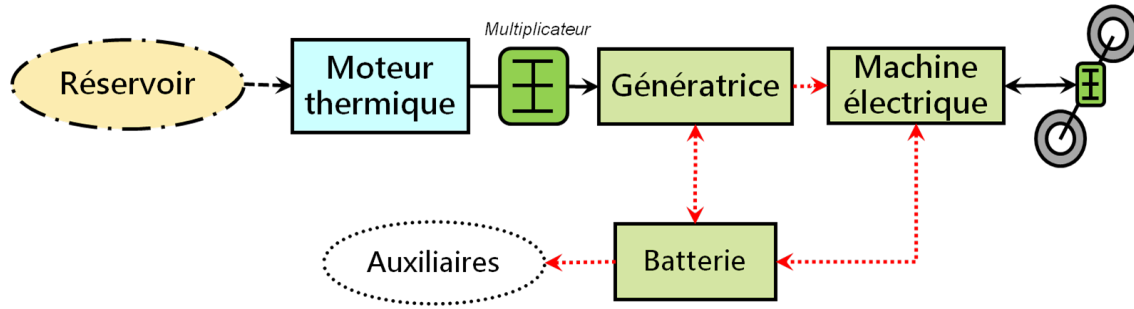 Multiplicateur
Réservoir
Moteur
thermique
Génératrice
Machine
électrique
Auxiliaires
Batterie